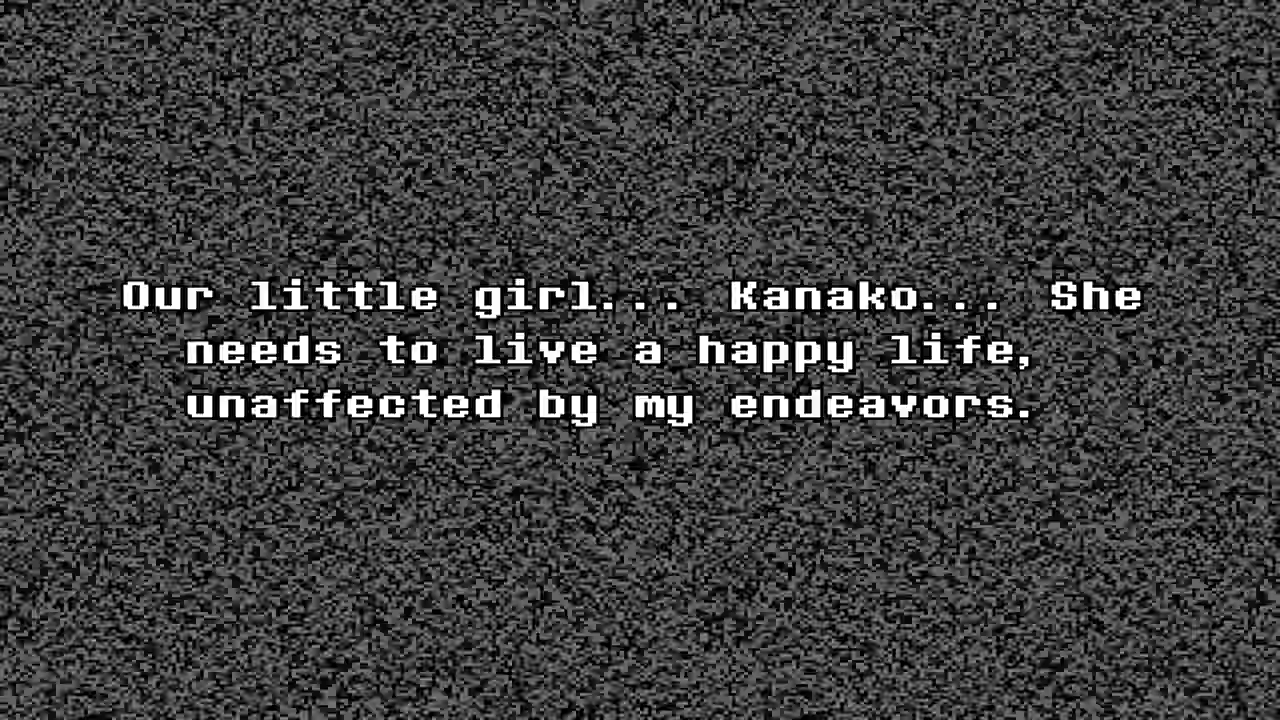 Our little girl... Kanako... She
needs to live a happy life,
unaffected by my endeavors.